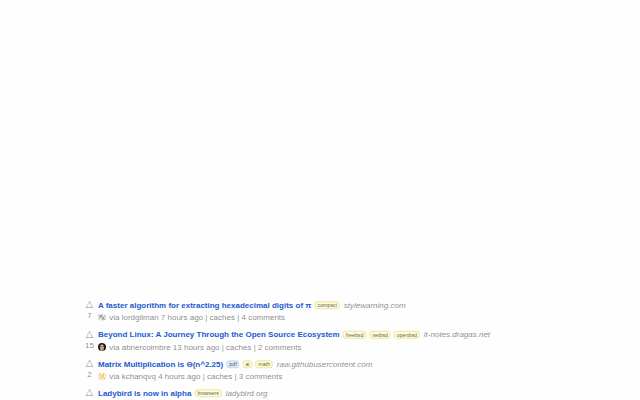 A faster algorithm for extracting hexadecimal digits of π compsci stylewarning.com
7 via lordgilman 7 hours ago | caches | 4 comments
Beyond Linux: A Journey Through the Open Source Ecosystem freebsd netbsd openbsd it-notes.dragas.net
15 via abnercoimbre 13 hours ago | caches | 2 comments
Matrix Multiplication is Θ(n^2.25) pdf ai math raw.githubusercontent.com
2 via kchanqvq 4 hours ago | caches | 3 comments
Ladybird is now in alpha browsers ladybird.org